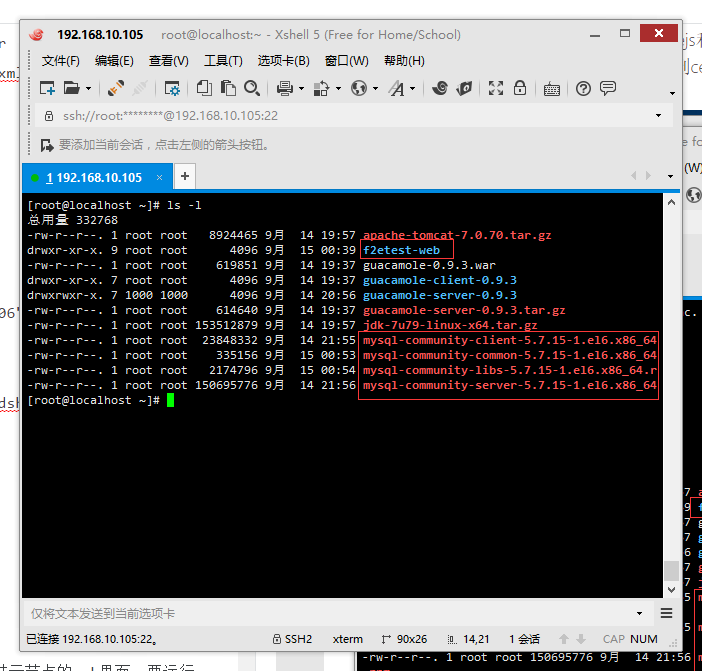 192.168.10.105 root@localhost:~ - Xshell 5 (Free for Home/School)
文件(F) 编辑(E) 查看(V) 工具(T) 选项卡(B) 窗口(W) 帮助(H)
ssh://root:********@192.168.10.105:22
要添加当前会话，点击左侧的箭头按钮。
1 192.168.10.105 × +
[root@localhost ~]# ls -l
总用量 332768
-rw-r--r--. 1 root root 8924465 9月 14 19:57 apache-tomcat-7.0.70.tar.gz
drwxr-xr-x. 9 root root 4096 9月 15 00:39 f2etest-web
-rw-r--r--. 1 root root 619851 9月 14 19:37 guacamole-0.9.3.war
drwxr-xr-x. 7 root root 4096 9月 14 19:37 guacamole-client-0.9.3
drwxrwxr-x. 7 1000 1000 4096 9月 14 20:56 guacamole-server-0.9.3
-rw-r--r--. 1 root root 614640 9月 14 19:37 guacamole-server-0.9.3.tar.gz
-rw-r--r--. 1 root root 153512879 9月 14 19:57 jdk-7u79-linux-x64.tar.gz
-rw-r--r--. 1 root root 23848332 9月 14 21:55 mysql-community-client-5.7.15-1.el6.x86_64
-rw-r--r--. 1 root root 335156 9月 15 00:53 mysql-community-common-5.7.15-1.el6.x86_64
-rw-r--r--. 1 root root 2174796 9月 15 00:54 mysql-community-libs-5.7.15-1.el6.x86_64.r
-rw-r--r--. 1 root root 150695776 9月 14 21:56 mysql-community-server-5.7.15-1.el6.x86_64
[root@localhost ~]#
仅将文本发送到当前选项卡
已连接 192.168.10.105:22。 SSH2 xterm 90x26 14,21 1 会话 CAP NUM
-rw-r--r--. 1 root root 150695776 9月 14 21:56